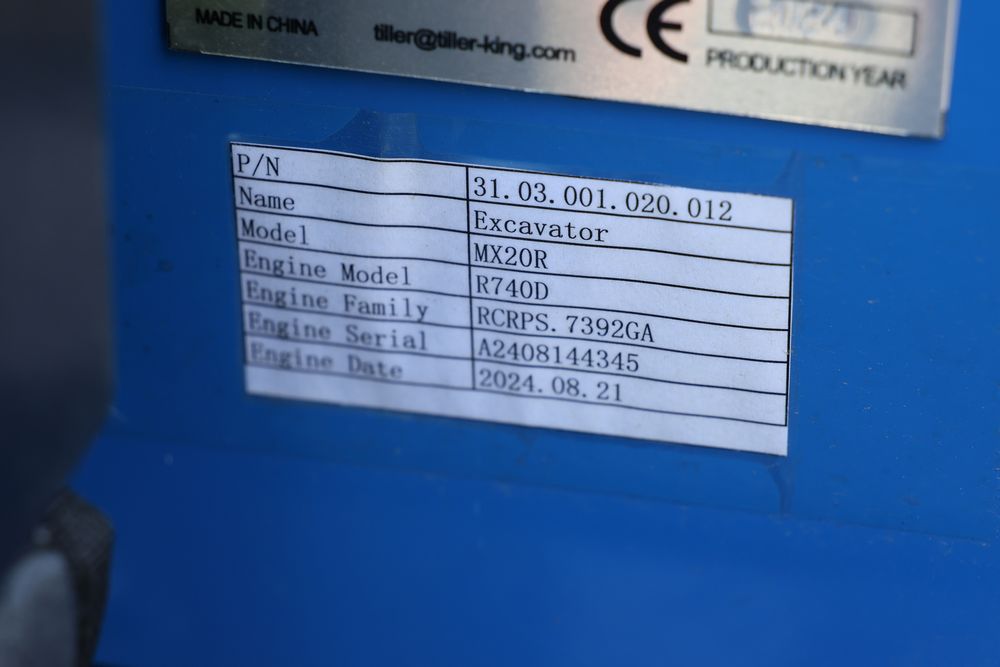 MADE IN CHINA
tiller@tiller-king.com
CE
PRODUCTION YEAR
P/N 31.03.001.020.012
Name Excavator
Model MX20R
Engine Model R740D
Engine Family RCRPS.7392GA
Engine Serial A2408144345
Engine Date 2024.08.21